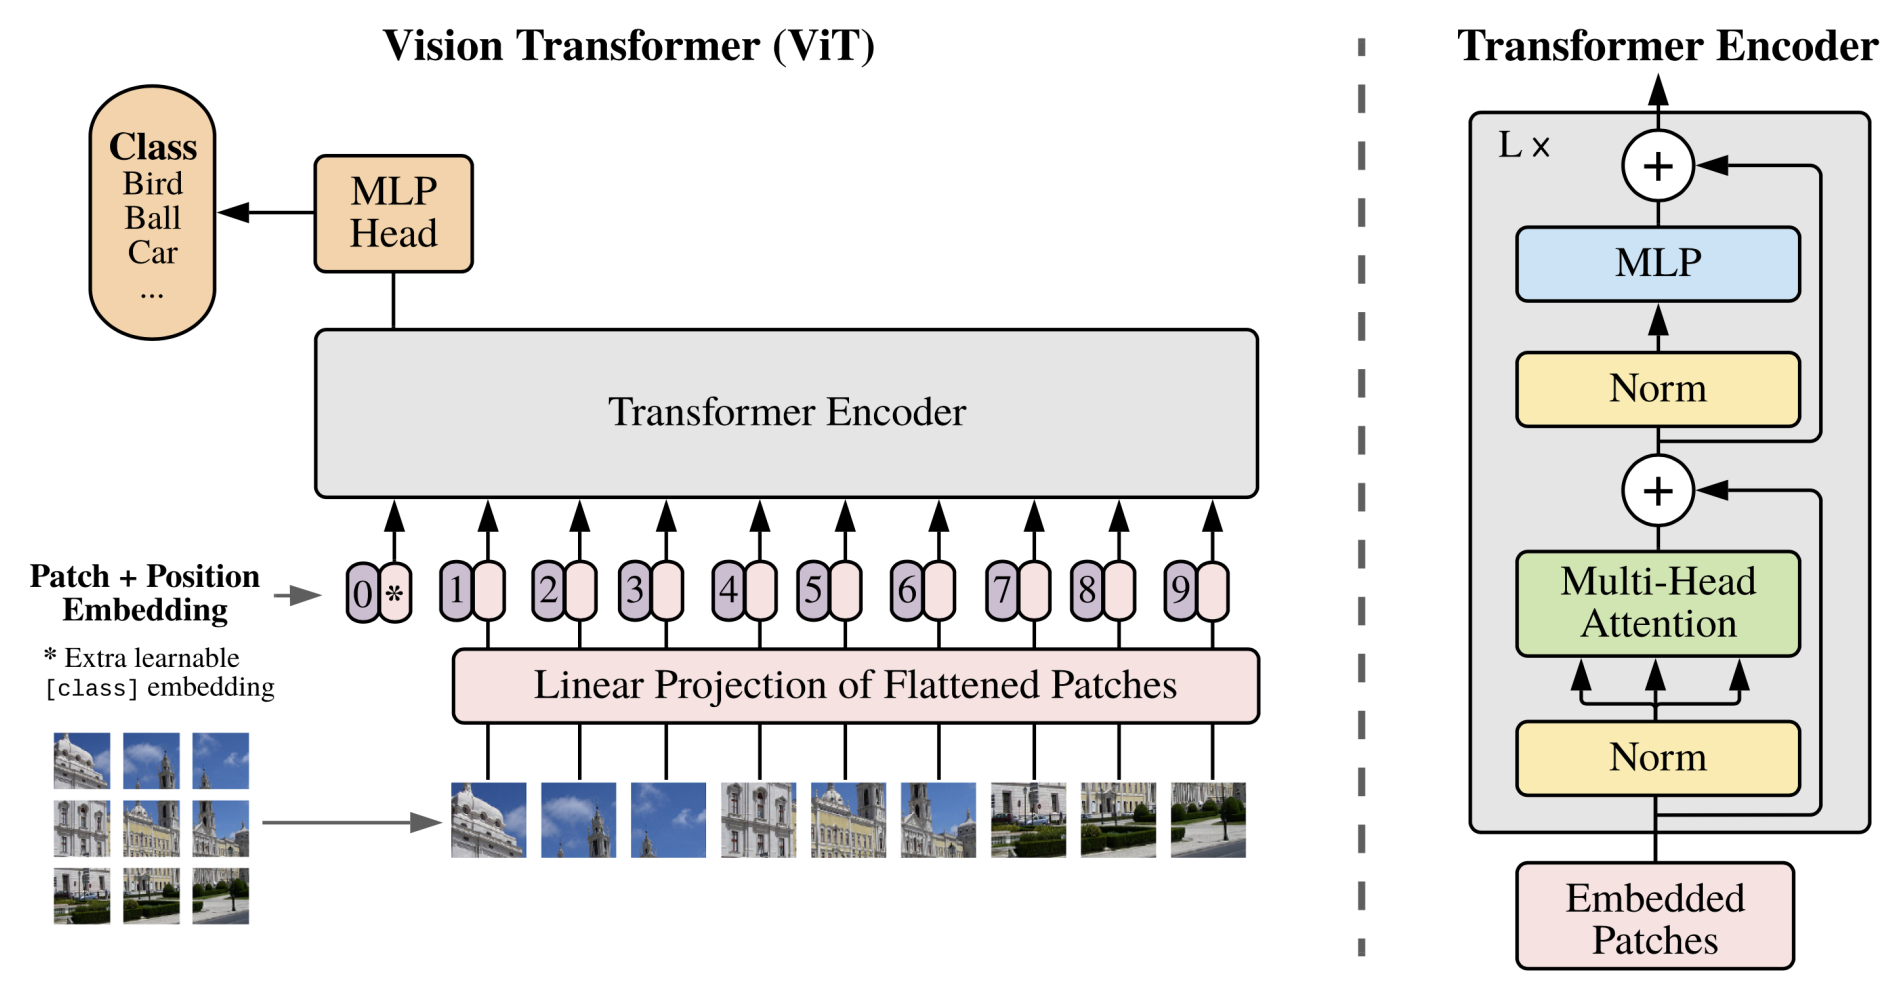 Vision Transformer (ViT)
Class
Bird
Ball
Car
...
MLP
Head
Transformer Encoder
Patch + Position
Embedding
0 * 1 2 3 4 5 6 7 8 9
* Extra learnable
[class] embedding
Linear Projection of Flattened Patches
Transformer Encoder
L x
+
MLP
Norm
+
Multi-Head
Attention
Norm
Embedded
Patches